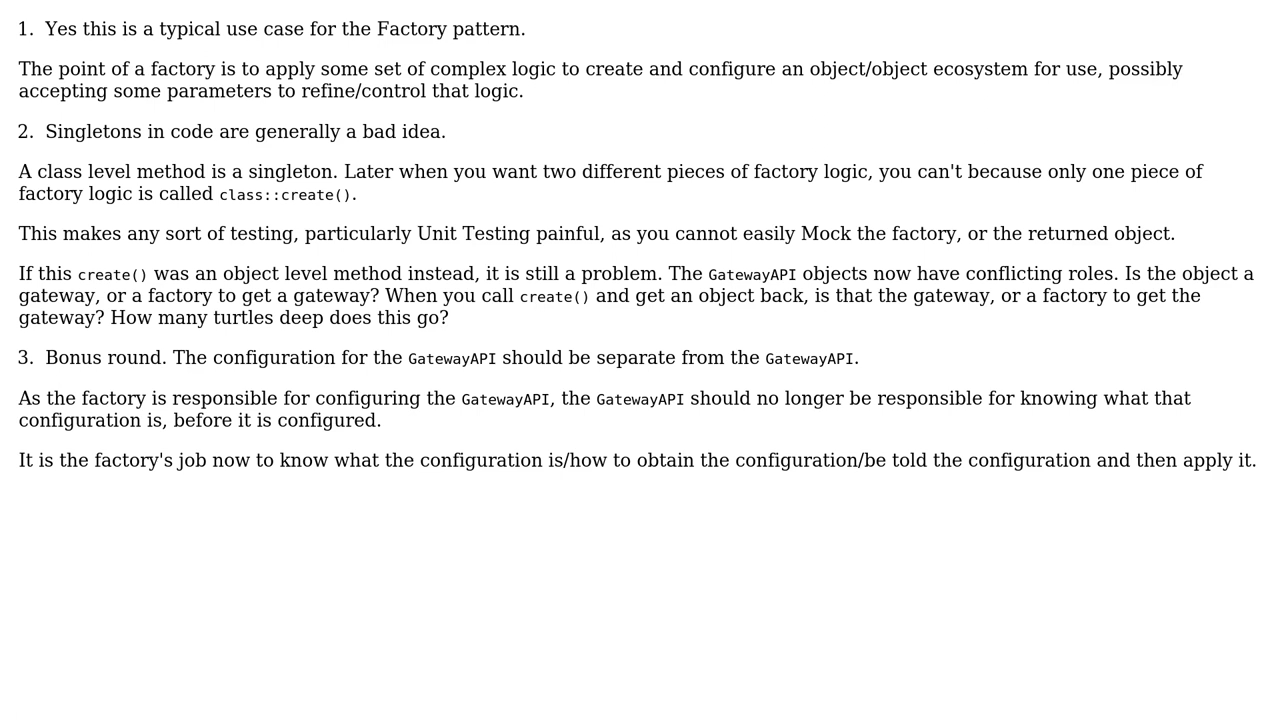 1. Yes this is a typical use case for the Factory pattern.
The point of a factory is to apply some set of complex logic to create and configure an object/object ecosystem for use, possibly
accepting some parameters to refine/control that logic.
2. Singletons in code are generally a bad idea.
A class level method is a singleton. Later when you want two different pieces of factory logic, you can't because only one piece of
factory logic is called class::create().
This makes any sort of testing, particularly Unit Testing painful, as you cannot easily Mock the factory, or the returned object.
If this create() was an object level method instead, it is still a problem. The GatewayAPI objects now have conflicting roles. Is the object a
gateway, or a factory to get a gateway? When you call create() and get an object back, is that the gateway, or a factory to get the
gateway? How many turtles deep does this go?
3. Bonus round. The configuration for the GatewayAPI should be separate from the GatewayAPI.
As the factory is responsible for configuring the GatewayAPI, the GatewayAPI should no longer be responsible for knowing what that
configuration is, before it is configured.
It is the factory's job now to know what the configuration is/how to obtain the configuration/be told the configuration and then apply it.